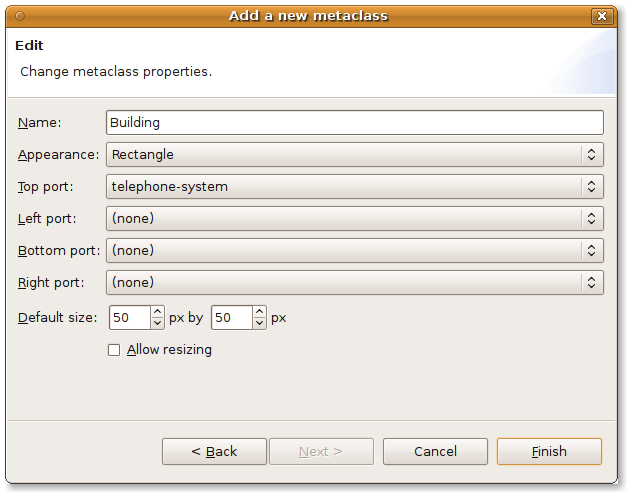 Add a new metaclass
Edit
Change metaclass properties.
Name: Building
Appearance: Rectangle
Top port: telephone-system
Left port: (none)
Bottom port: (none)
Right port: (none)
Default size: 50 px by 50 px
Allow resizing
< Back Next > Cancel Finish